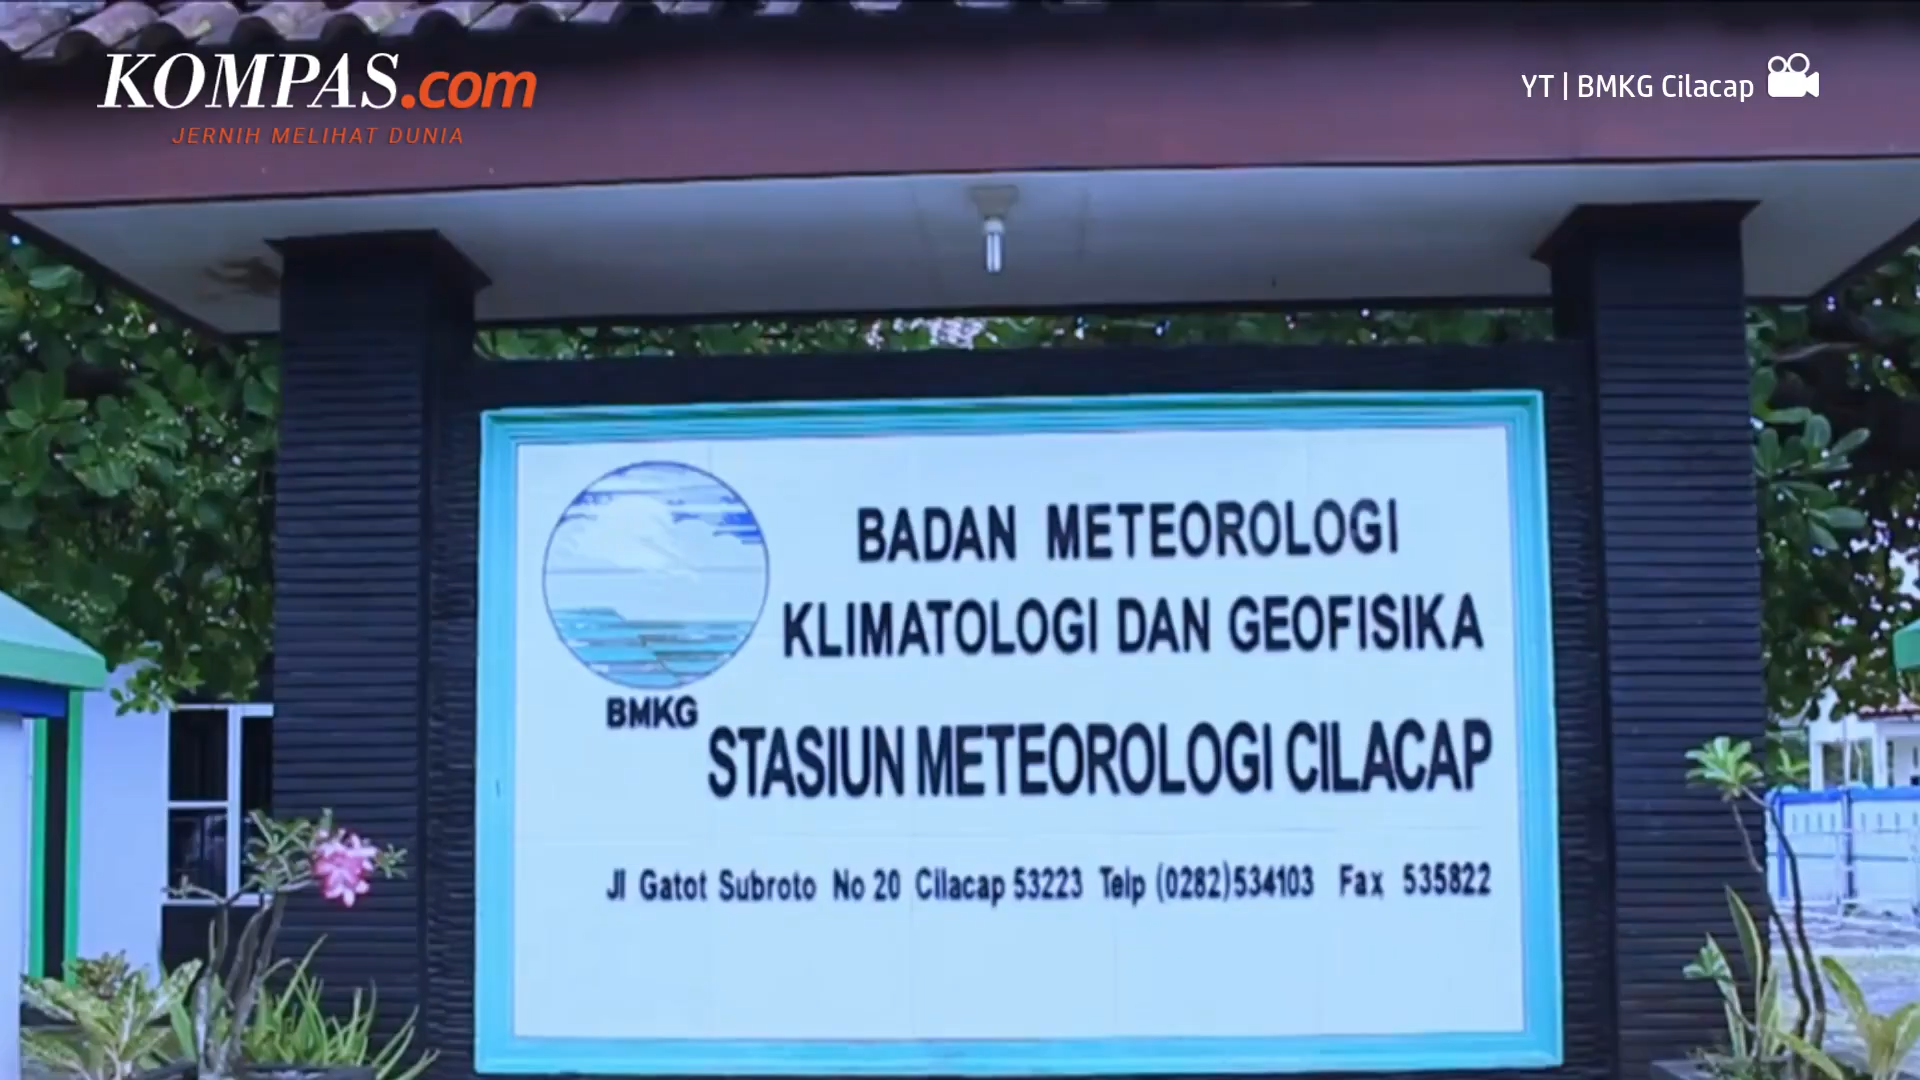 KOMPAS.com
JERNIH MELIHAT DUNIA
YT | BMKG Cilacap
BADAN METEOROLOGI
KLIMATOLOGI DAN GEOFISIKA
BMKG
STASIUN METEOROLOGI CILACAP
Jl Gatot Subroto No 20 Cilacap 53223 Telp (0282)534103 Fax 535822